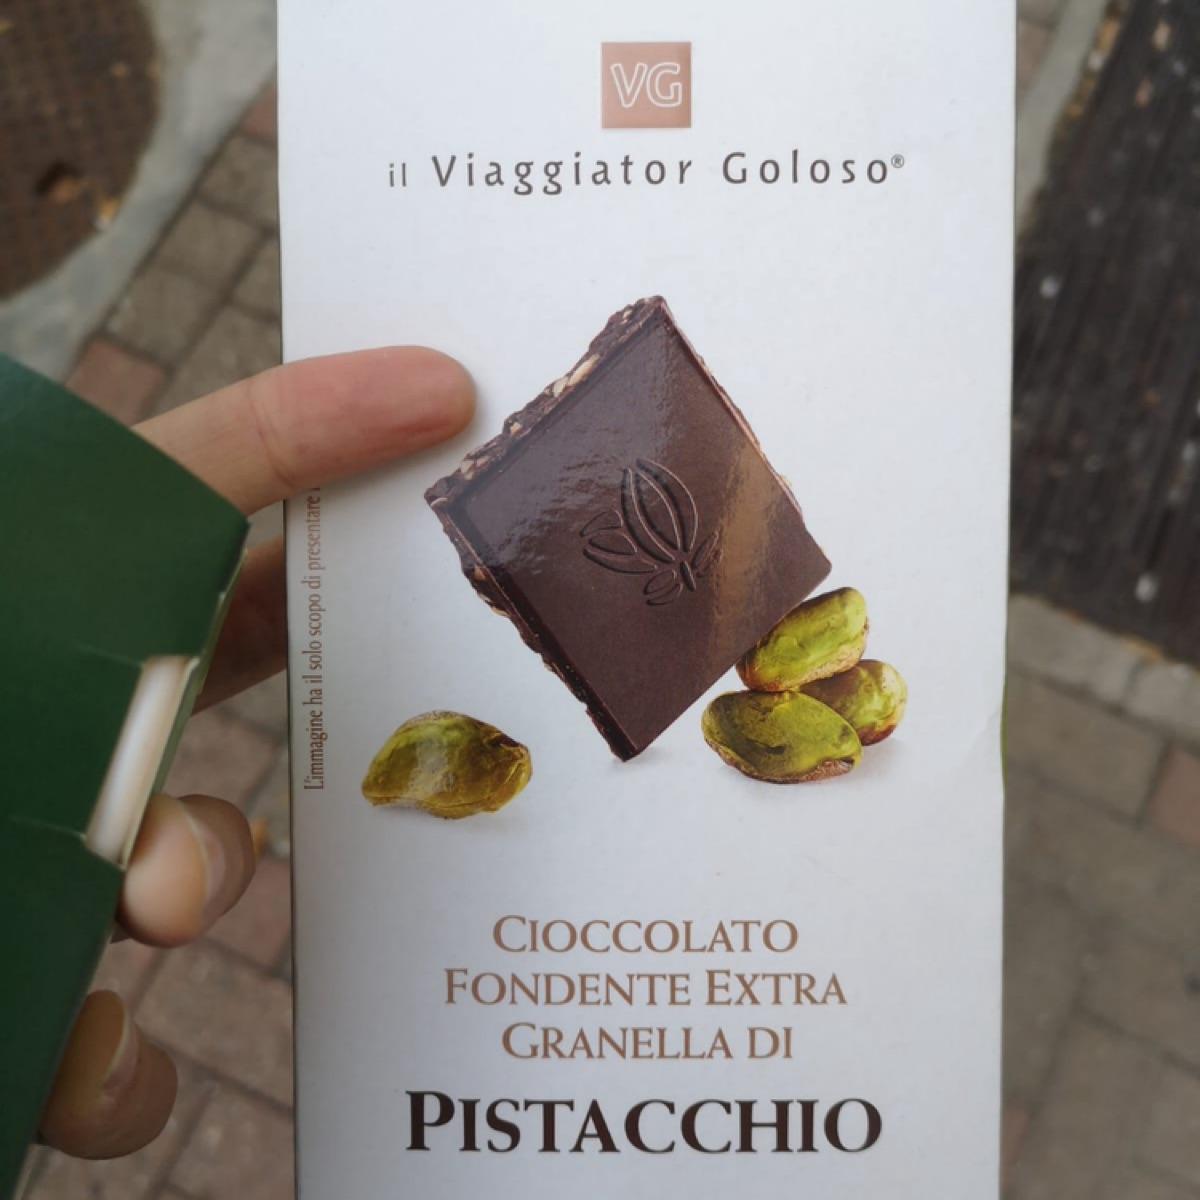 VG
il Viaggiator Goloso®
L'immagine ha il solo scopo di presentare
CIOCCOLATO
FONDENTE EXTRA
GRANELLA DI
PISTACCHIO